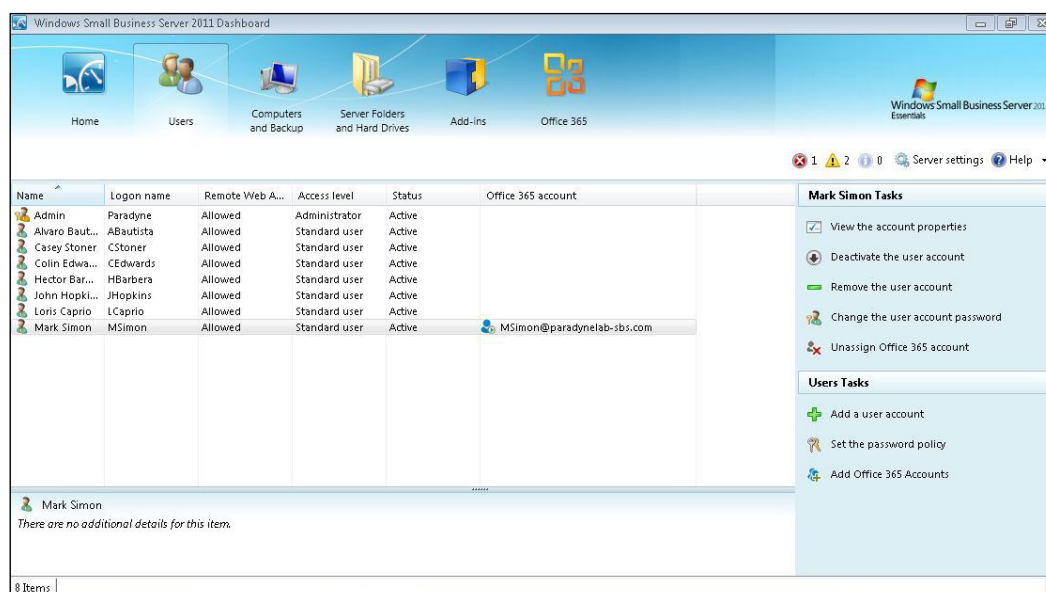 Windows Small Business Server 2011 Dashboard
Home
Users
Computers and Backup
Server Folders and Hard Drives
Add-ins
Office 365
Windows Small Business Server 201
Essentials
1 2 0 Server settings Help
Name Logon name Remote Web A... Access level Status Office 365 account
Admin Paradyne Allowed Administrator Active
Alvaro Baut... ABautista Allowed Standard user Active
Casey Stoner CStoner Allowed Standard user Active
Colin Edwa... CEdwards Allowed Standard user Active
Hector Bar... HBarbera Allowed Standard user Active
John Hopki... JHopkins Allowed Standard user Active
Loris Caprio LCaprio Allowed Standard user Active
Mark Simon MSimon Allowed Standard user Active MSimon@paradynelab-sbs.com
Mark Simon Tasks
View the account properties
Deactivate the user account
Remove the user account
Change the user account password
Unassign Office 365 account
Users Tasks
Add a user account
Set the password policy
Add Office 365 Accounts
Mark Simon
There are no additional details for this item.
8 Items